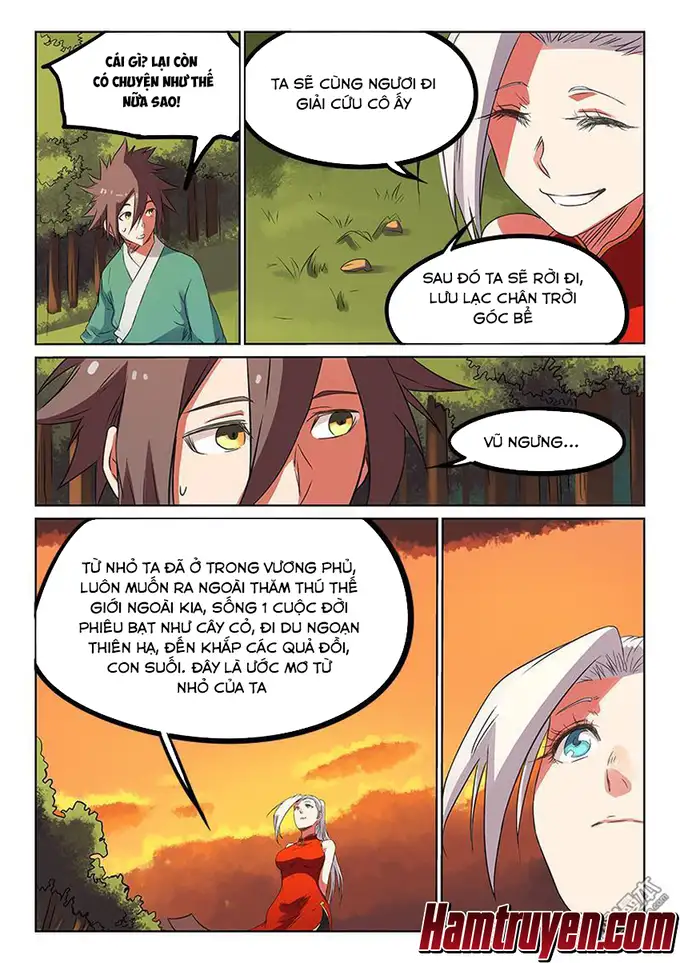 CÁI GÌ? LẠI CÒN
CÓ CHUYỆN NHƯ THẾ
NỮA SAO!
TA SẼ CÙNG NGƯƠI ĐI
GIẢI CỨU CÔ ẤY
SAU ĐÓ TA SẼ RỜI ĐI,
LƯU LẠC CHÂN TRỜI
GÓC BỂ
VŨ NGƯNG...
TỪ NHỎ TA ĐÃ Ở TRONG VƯƠNG PHỦ,
LUÔN MUỐN RA NGOÀI THĂM THÚ THẾ
GIỚI NGOÀI KIA, SỐNG 1 CUỘC ĐỜI
PHIÊU BẠT NHƯ CÂY CỎ, ĐI DU NGOẠN
THIÊN HẠ, ĐẾN KHẮP CÁC QUẢ ĐỒI,
CON SUỐI. ĐÂY LÀ ƯỚC MƠ TỪ
NHỎ CỦA TA
Hamtruyen.com